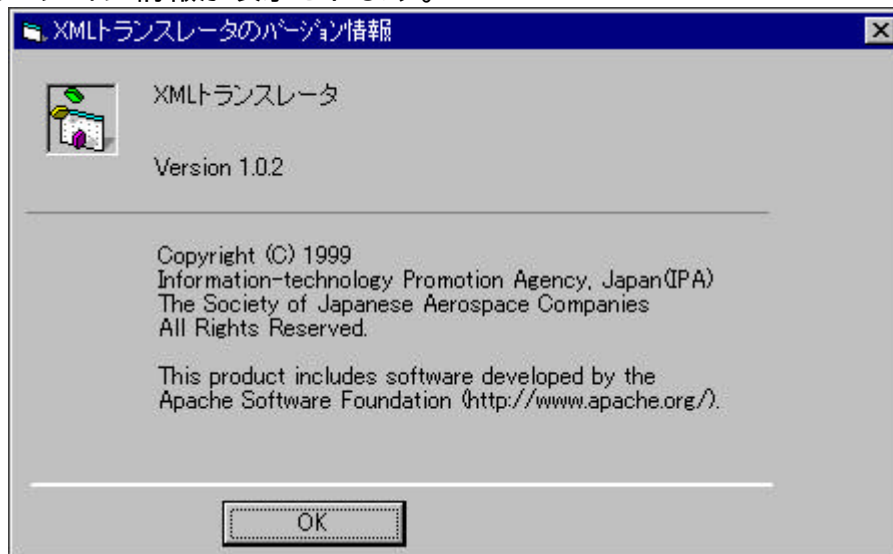 情報
XMLトランスレータのバージョン情報
XMLトランスレータ
Version 1.0.2
Copyright (C) 1999
Information-technology Promotion Agency, Japan(IPA)
The Society of Japanese Aerospace Companies
All Rights Reserved.
This product includes software developed by the
Apache Software Foundation (http://www.apache.org/).
OK